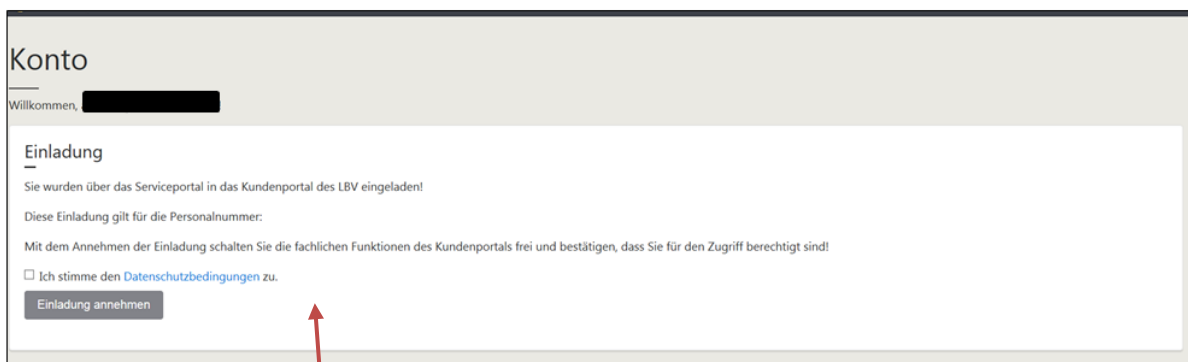 Konto
Willkommen,
Einladung
Sie wurden über das Serviceportal in das Kundenportal des LBV eingeladen!
Diese Einladung gilt für die Personalnummer:
Mit dem Annehmen der Einladung schalten Sie die fachlichen Funktionen des Kundenportals frei und bestätigen, dass Sie für den Zugriff berechtigt sind!
Ich stimme den Datenschutzbedingungen zu.
Einladung annehmen